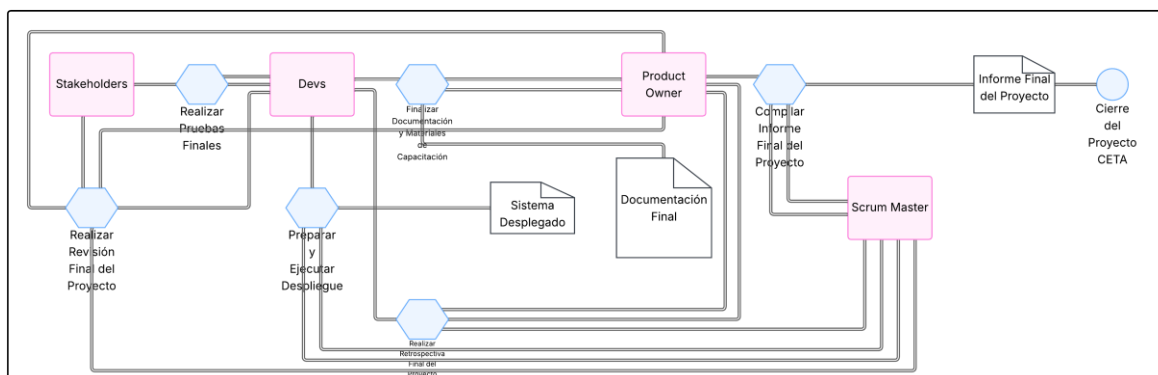 Stakeholders
Realizar
Pruebas
Finales
Devs
Finalizar
Documentación
y Materiales
de
Capacitación
Product
Owner
Compilar
Informe
Final del
Proyecto
Informe Final
del Proyecto
Cierre
del
Proyecto
CETA
Realizar
Revisión
Final del
Proyecto
Preparar
y
Ejecutar
Despliegue
Sistema
Desplegado
Documentación
Final
Scrum Master
Realizar
Retrospectiva
Final del
Proyecto